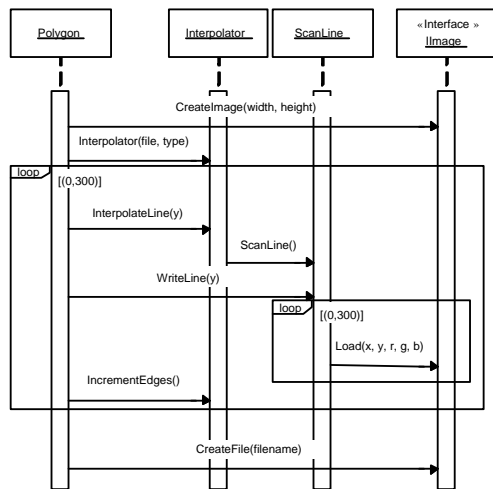 Polygon
Interpolator
ScanLine
«Interface »
IImage
CreateImage(width, height)
Interpolator(file, type)
loop
[(0,300)]
InterpolateLine(y)
ScanLine()
WriteLine(y)
loop
[(0,300)]
Load(x, y, r, g, b)
IncrementEdges()
CreateFile(filename)